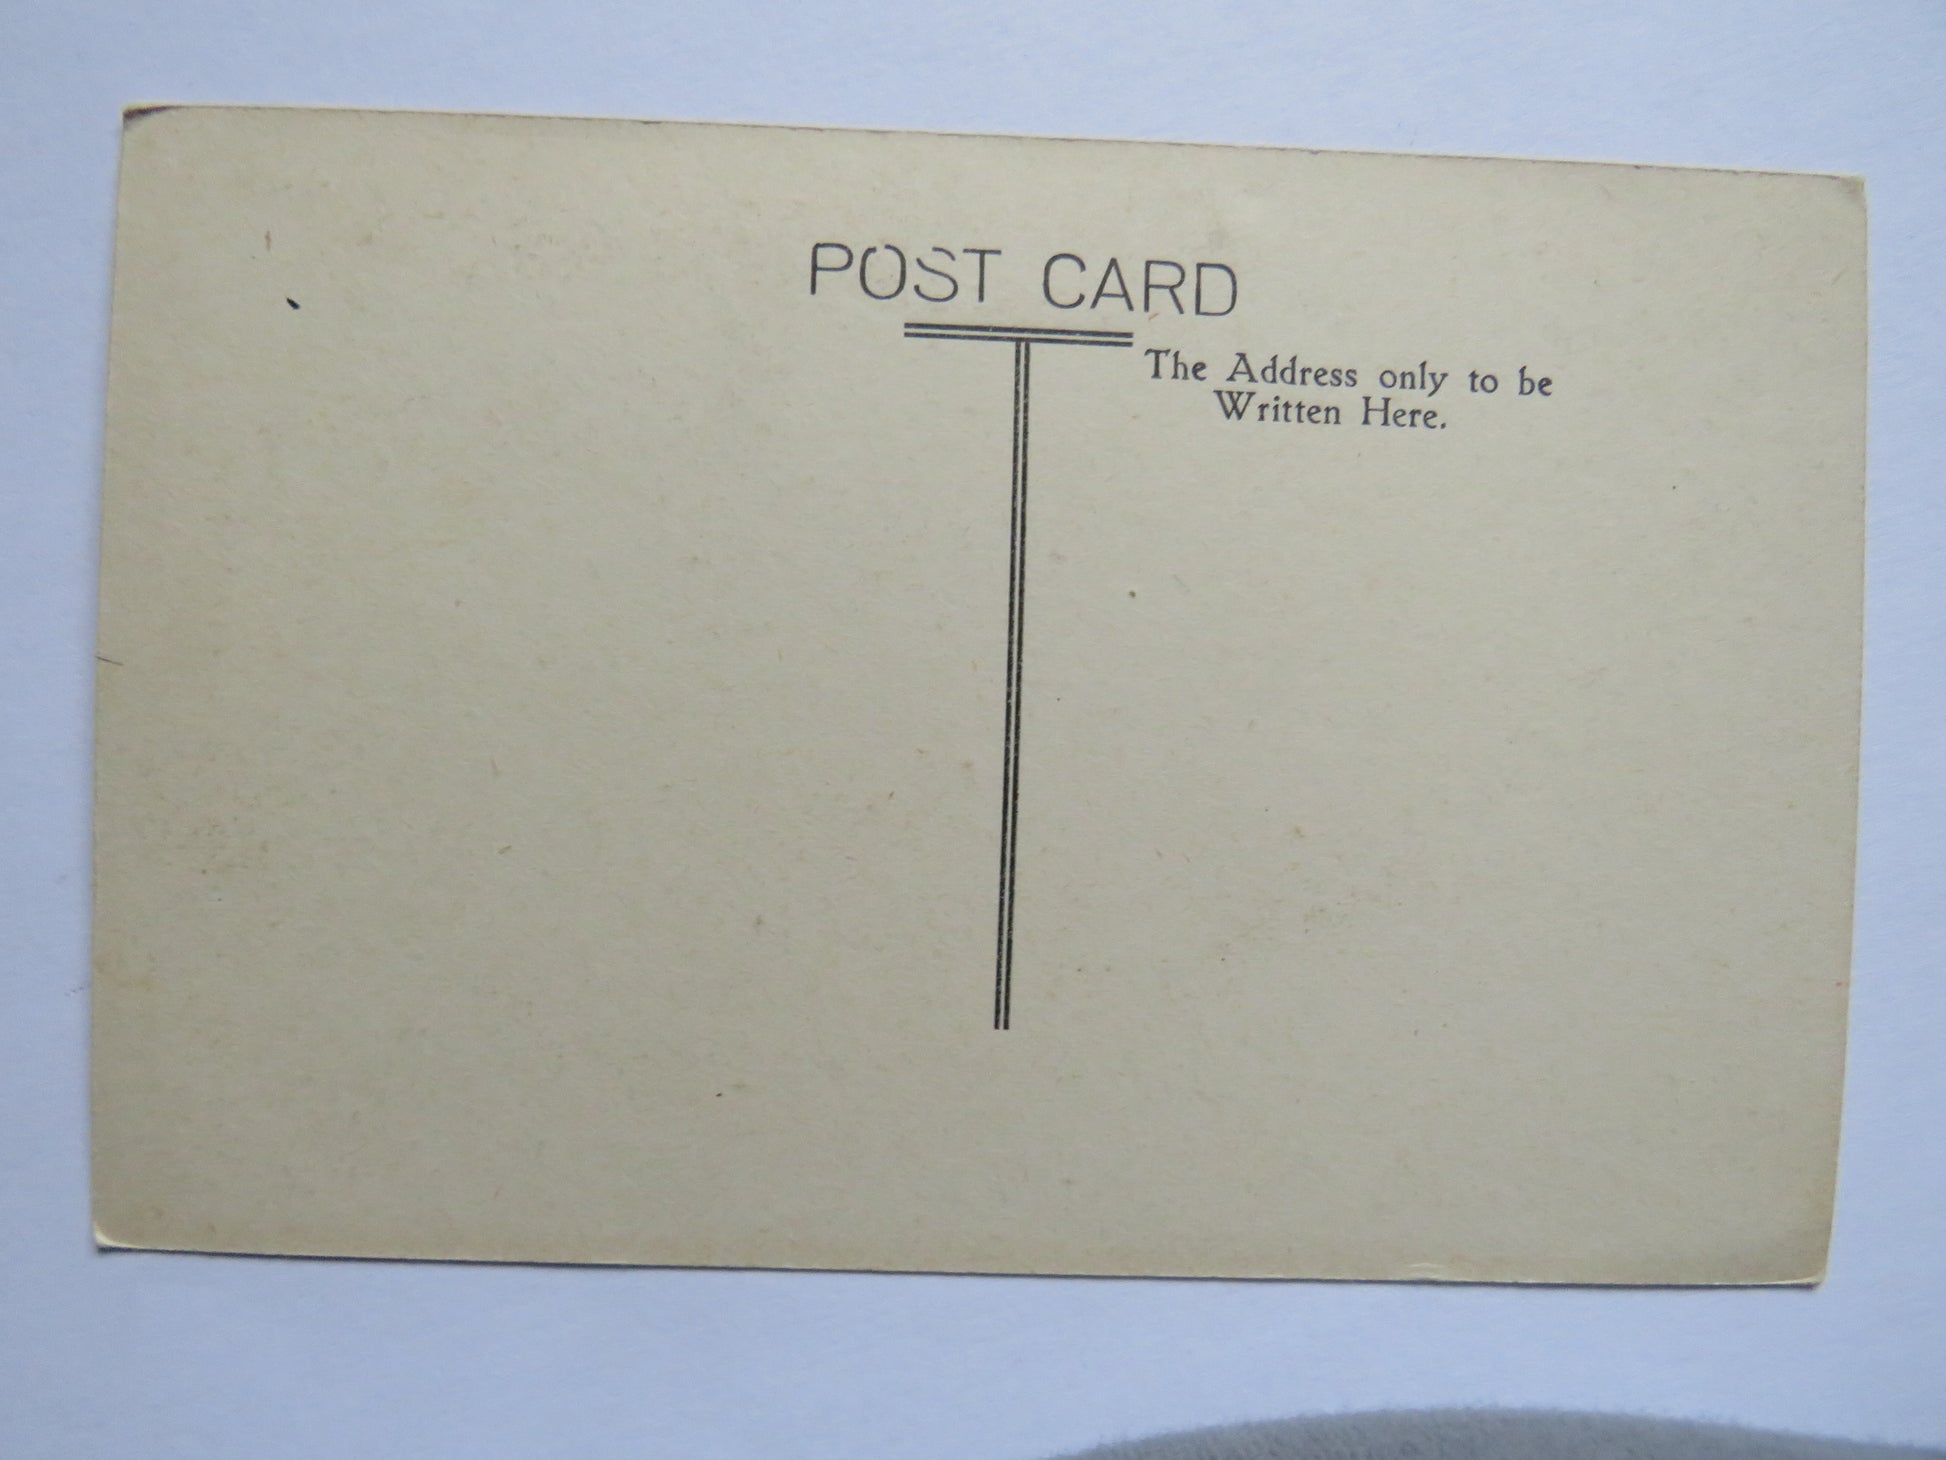 POST CARD
The Address only to be
Written Here.